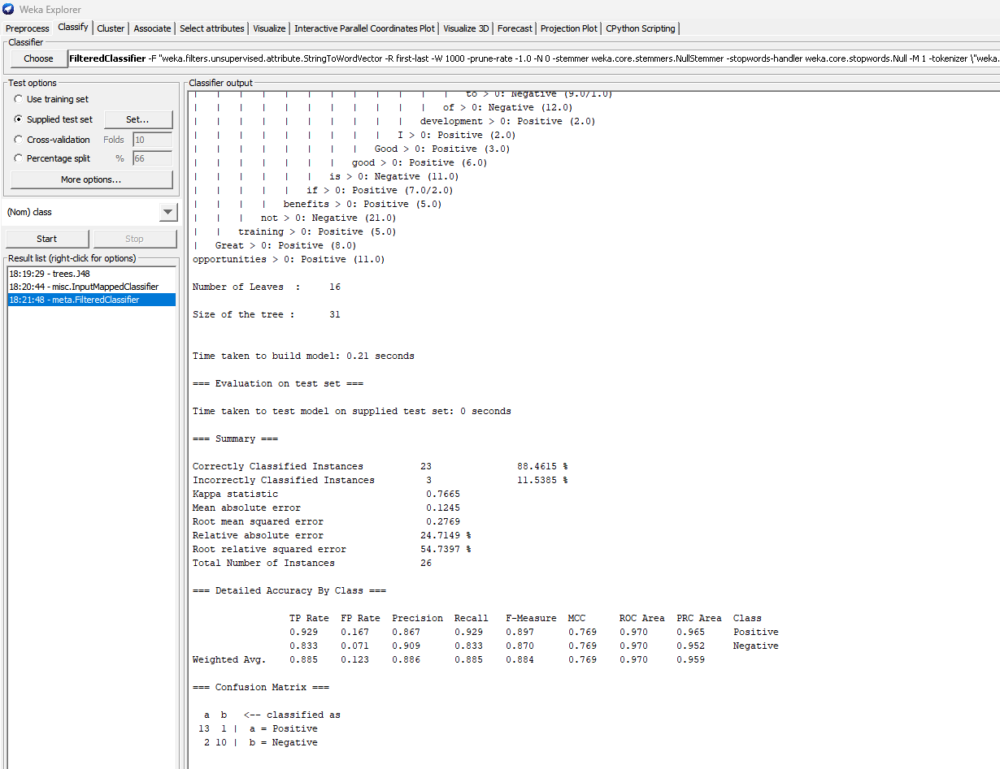 Weka Explorer
Preprocess Classify Cluster Associate Select attributes Visualize Interactive Parallel Coordinates Plot Visualize 3D Forecast Projection Plot CPython Scripting
Classifier
Choose FilteredClassifier -F "weka.filters.unsupervised.attribute.StringToWordVector -R first-last -W 1000 -prune-rate -1.0 -N 0 -stemmer weka.core.stemmers.NullStemmer -stopwords-handler weka.core.stopwords.Null -M 1 -tokenizer \"weka.
Test options
Use training set
Supplied test set Set...
Cross-validation Folds 10
Percentage split % 66
More options...
(Nom) class
Start Stop
Result list (right-click for options)
18:19:29 - trees.J48
18:20:44 - misc.InputMappedClassifier
18:21:48 - meta.FilteredClassifier
Classifier output
| | | | | | | | | | | to > 0: Negative (9.0/1.0)
| | | | | | | | | | of > 0: Negative (12.0)
| | | | | | | | | development > 0: Positive (2.0)
| | | | | | | | I > 0: Positive (2.0)
| | | | | | | Good > 0: Positive (3.0)
| | | | | | good > 0: Positive (6.0)
| | | | | is > 0: Negative (11.0)
| | | | if > 0: Positive (7.0/2.0)
| | | benefits > 0: Positive (5.0)
| | | not > 0: Negative (21.0)
| | training > 0: Positive (5.0)
| Great > 0: Positive (8.0)
opportunities > 0: Positive (11.0)
Number of Leaves : 16
Size of the tree : 31
Time taken to build model: 0.21 seconds
=== Evaluation on test set ===
Time taken to test model on supplied test set: 0 seconds
=== Summary ===
Correctly Classified Instances 23 88.4615 %
Incorrectly Classified Instances 3 11.5385 %
Kappa statistic 0.7665
Mean absolute error 0.1245
Root mean squared error 0.2769
Relative absolute error 24.7149 %
Root relative squared error 54.7397 %
Total Number of Instances 26
=== Detailed Accuracy By Class ===
TP Rate FP Rate Precision Recall F-Measure MCC ROC Area PRC Area Class
0.929 0.167 0.867 0.929 0.897 0.769 0.970 0.965 Positive
0.833 0.071 0.909 0.833 0.870 0.769 0.970 0.952 Negative
Weighted Avg. 0.885 0.123 0.886 0.885 0.884 0.769 0.970 0.959
=== Confusion Matrix ===
a b <-- classified as
13 1 | a = Positive
2 10 | b = Negative